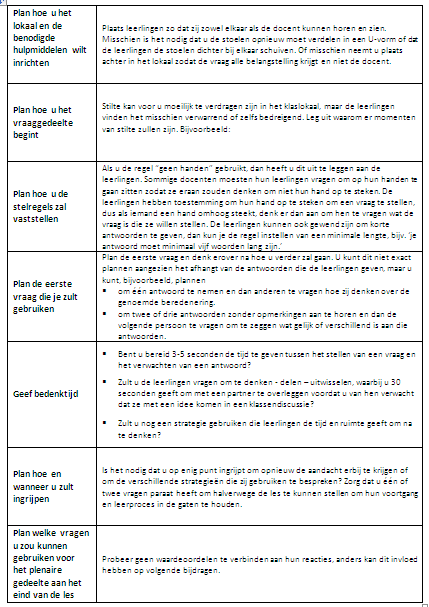 Plan hoe u het
lokaal en de
benodigde
hulpmiddelen wilt
inrichten
Plaats leerlingen zo dat zij zowel elkaar als de docent kunnen horen en zien.
Misschien is het nodig dat u de stoelen opnieuw moet verdelen in een U-vorm of dat
de leerlingen de stoelen dichter bij elkaar schuiven. Of misschien neemt u plaats
achter in het lokaal zodat de vraag alle belangstelling krijgt en niet de docent.
Plan hoe u het
vraaggedeelte
begint
Stilte kan voor u moeilijk te verdragen zijn in het klaslokaal, maar de leerlingen
vinden het misschien verwarrend of zelfs bedreigend. Leg uit waarom er momenten
van stilte zullen zijn. Bijvoorbeeld:
Plan hoe u de
stelregels zal
vaststellen
Als u de regel "geen handen" gebruikt, dan heeft u dit uit te leggen aan de
leerlingen. Sommige docenten moesten hun leerlingen vragen om op hun handen te
gaan zitten zodat ze eraan zouden denken om niet hun hand op te steken. De
leerlingen hebben toestemming om hun hand op te steken om een vraag te stellen,
dus als iemand een hand omhoog steekt, denk er dan aan om hen te vragen wat de
vraag is die ze willen stellen. De leerlingen kunnen ook gewend zijn om korte
antwoorden te geven, dan kun je de regel instellen van een minimale lengte, bijv. 'je
antwoord moet minimaal vijf woorden lang zijn.'
Plan de eerste
vraag die je zult
gebruiken
Plan de eerste vraag en denk erover na hoe u verder zal gaan. U kunt dit niet exact
plannen aangezien het afhangt van de antwoorden die de leerlingen geven, maar u
kunt, bijvoorbeeld, plannen
▪ om één antwoord te nemen en dan anderen te vragen hoe zij denken over de
genoemde beredenering,
▪ om twee of drie antwoorden zonder opmerkingen aan te horen en dan de
volgende persoon te vragen om te zeggen wat gelijk of verschillend is aan die
antwoorden.
Geef bedenktijd
▪ Bent u bereid 3-5 seconden de tijd te geven tussen het stellen van een vraag en
het verwachten van een antwoord?
▪ Zult u de leerlingen vragen om te denken - delen – uitwisselen, waarbij u 30
seconden geeft om met een partner te overleggen voordat u van hen verwacht
dat ze met een idee komen in een klassendiscussie?
▪ Zult u nog een strategie gebruiken die leerlingen de tijd en ruimte geeft om na
te denken?
Plan hoe en
wanneer u zult
ingrijpen
Is het nodig dat u op enig punt ingrijpt om opnieuw de aandacht erbij te krijgen of
om de verschillende strategieën die zij gebruiken te bespreken? Zorg dat u één of
twee vragen paraat heeft om halverwege de les te kunnen stellen om hun voortgang
en leerproces in de gaten te houden.
Plan welke vragen
u zou kunnen
gebruiken voor
het plenaire
gedeelte aan het
eind van de les
Probeer geen waardeoordelen te verbinden aan hun reacties, anders kan dit invloed
hebben op volgende bijdragen.